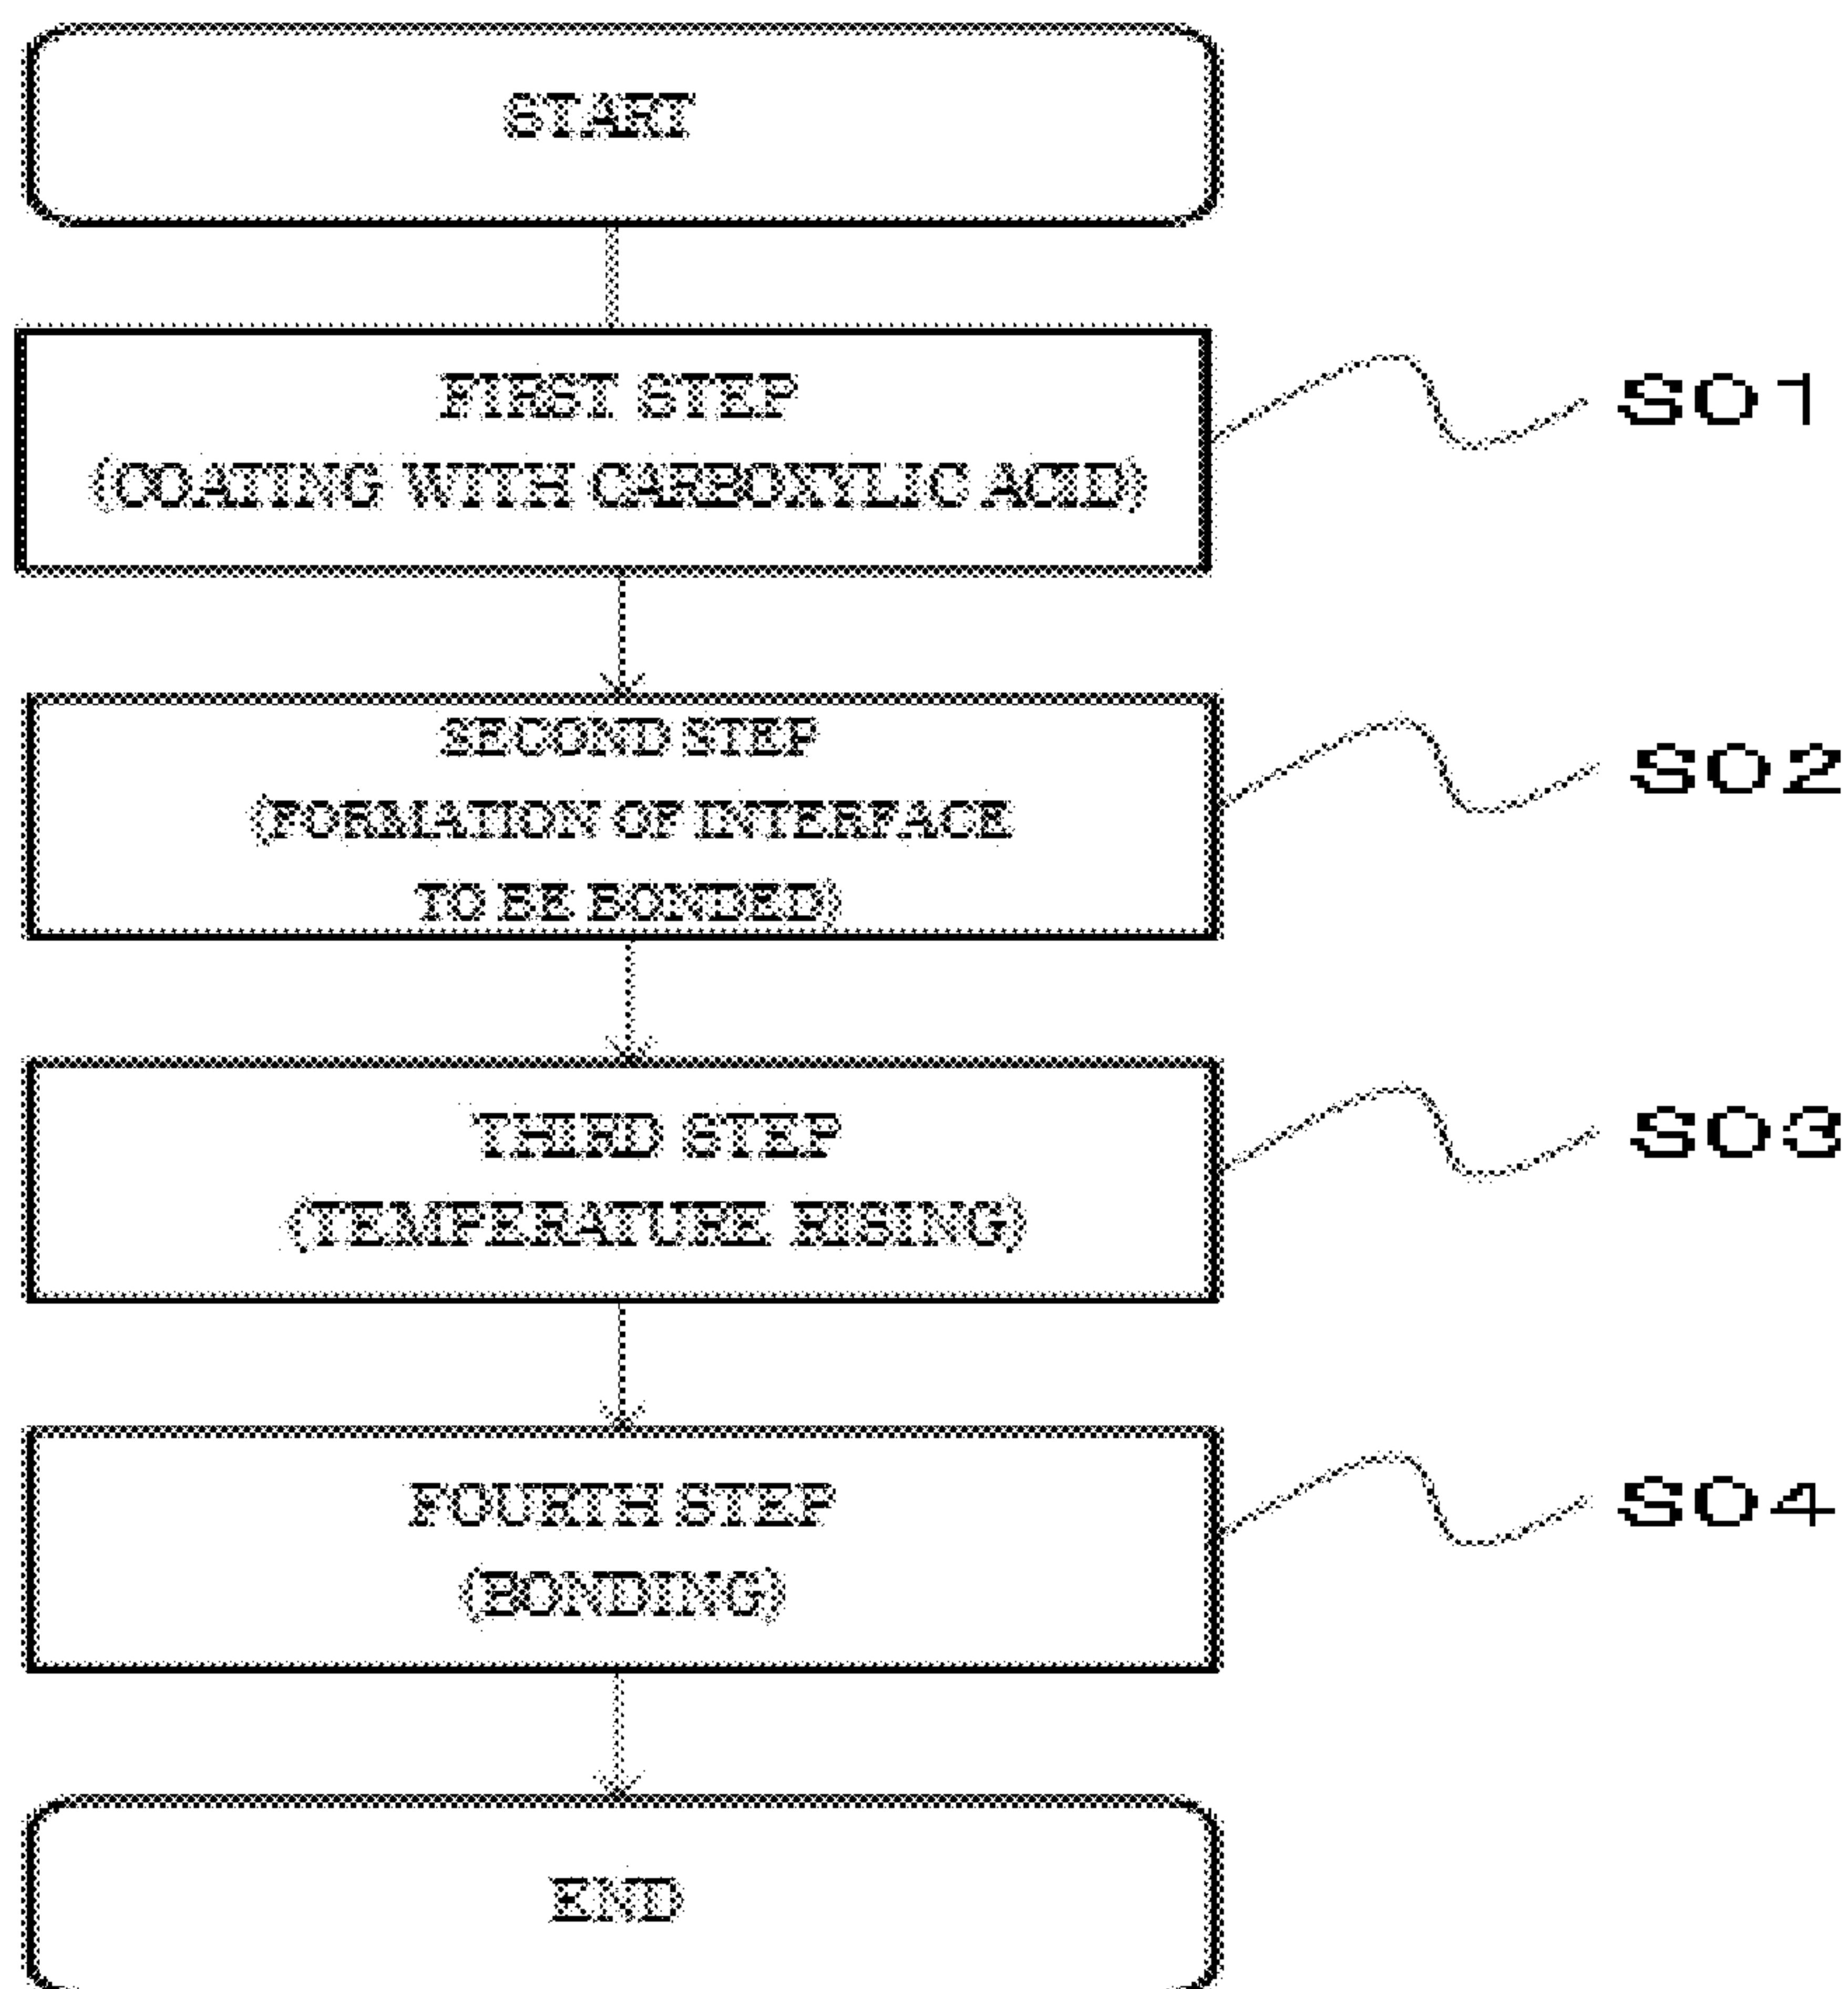 START
FIRST STEP
(COATING WITH CARBOXYLIC ACID)
S01
SECOND STEP
(FORMATION OF INTERFACE
TO BE BONDED)
S02
THIRD STEP
(TEMPERATURE RISING)
S03
FOURTH STEP
(BONDING)
S04
END